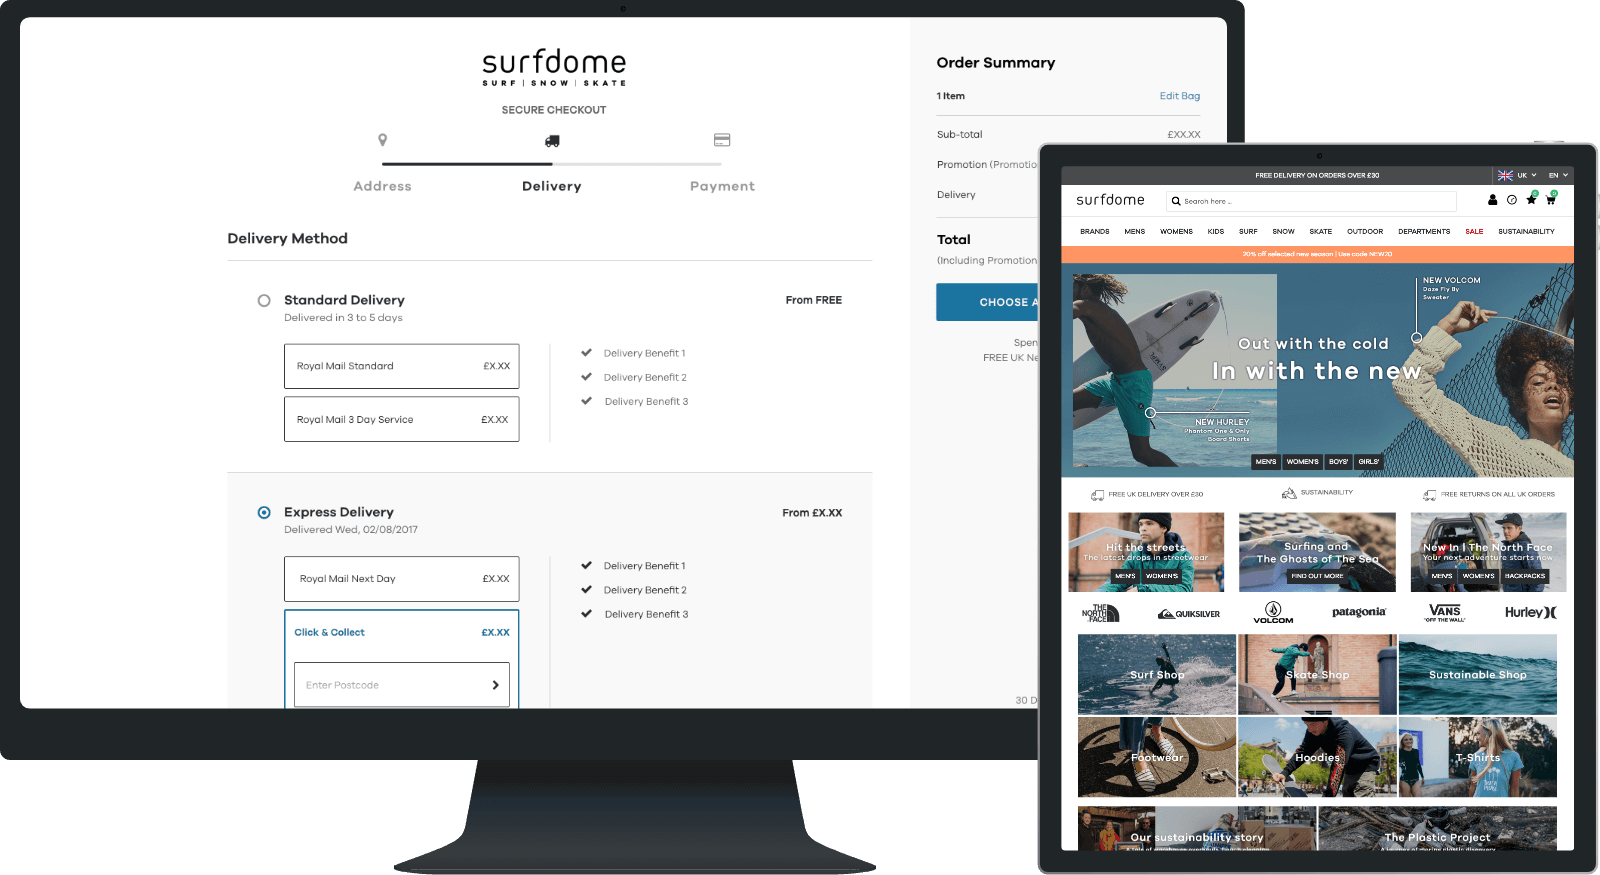 surfdome
SURF | SNOW | SKATE
SECURE CHECKOUT
Address
Delivery
Payment
Delivery Method
Standard Delivery
From FREE
Delivered in 3 to 5 days
Royal Mail Standard £X.XX
Royal Mail 3 Day Service £X.XX
Delivery Benefit 1
Delivery Benefit 2
Delivery Benefit 3
Express Delivery
From £X.XX
Delivered Wed, 02/08/2017
Royal Mail Next Day £X.XX
Click & Collect £X.XX
Enter Postcode
Delivery Benefit 1
Delivery Benefit 2
Delivery Benefit 3
Order Summary
1 Item
Edit Bag
Sub-total £XX.XX
Promotion (Promotio
Delivery
Total
(Including Promotion
CHOOSE A
Spen
FREE UK Ne
30 D
FREE DELIVERY ON ORDERS OVER £30
UK
EN
surfdome
Search here ...
BRANDS MENS WOMENS KIDS SURF SNOW SKATE OUTDOOR DEPARTMENTS SALE SUSTAINABILITY
20% off selected new season | Use code NEW20
NEW VOLCOM
Daze Fly By
Sweater
Out with the cold
In with the new
NEW HURLEY
Phantom One & Only
Board Shorts
MEN'S WOMEN'S BOYS' GIRLS'
FREE UK DELIVERY OVER £30
SUSTAINABILITY
FREE RETURNS ON ALL UK ORDERS
Hit the streets
The latest drops in streetwear
MEN'S WOMEN'S
Surfing and
The Ghosts of The Sea
FIND OUT MORE
New In | The North Face
Your next adventure starts now
MEN'S WOMEN'S BACKPACKS
THE
NORTH
FACE
QUIKSILVER
VOLCOM
patagonia
VANS
"OFF THE WALL"
Hurley
Surf Shop
Skate Shop
Sustainable Shop
Footwear
Hoodies
T-Shirts
Our sustainability story
The Plastic Project